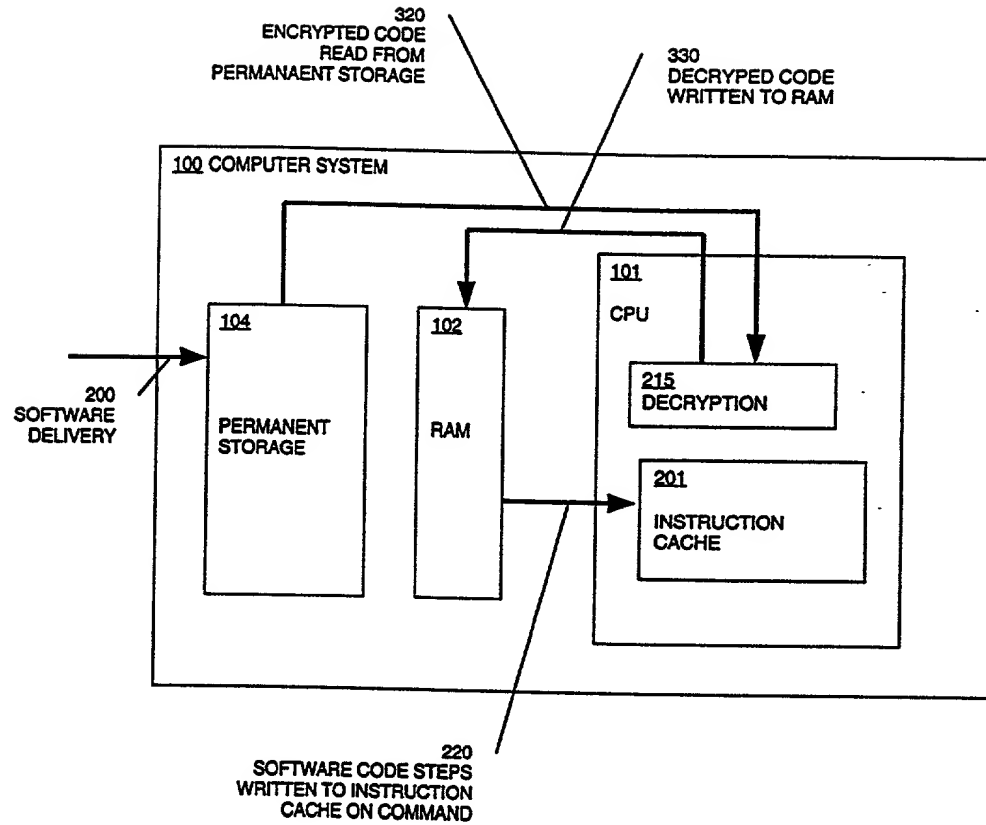 320
ENCRYPTED CODE
READ FROM
PERMANAENT STORAGE
330
DECRYPED CODE
WRITTEN TO RAM
100 COMPUTER SYSTEM
104
PERMANENT
STORAGE
102
RAM
101
CPU
215
DECRYPTION
201
INSTRUCTION
CACHE
200
SOFTWARE
DELIVERY
220
SOFTWARE CODE STEPS
WRITTEN TO INSTRUCTION
CACHE ON COMMAND